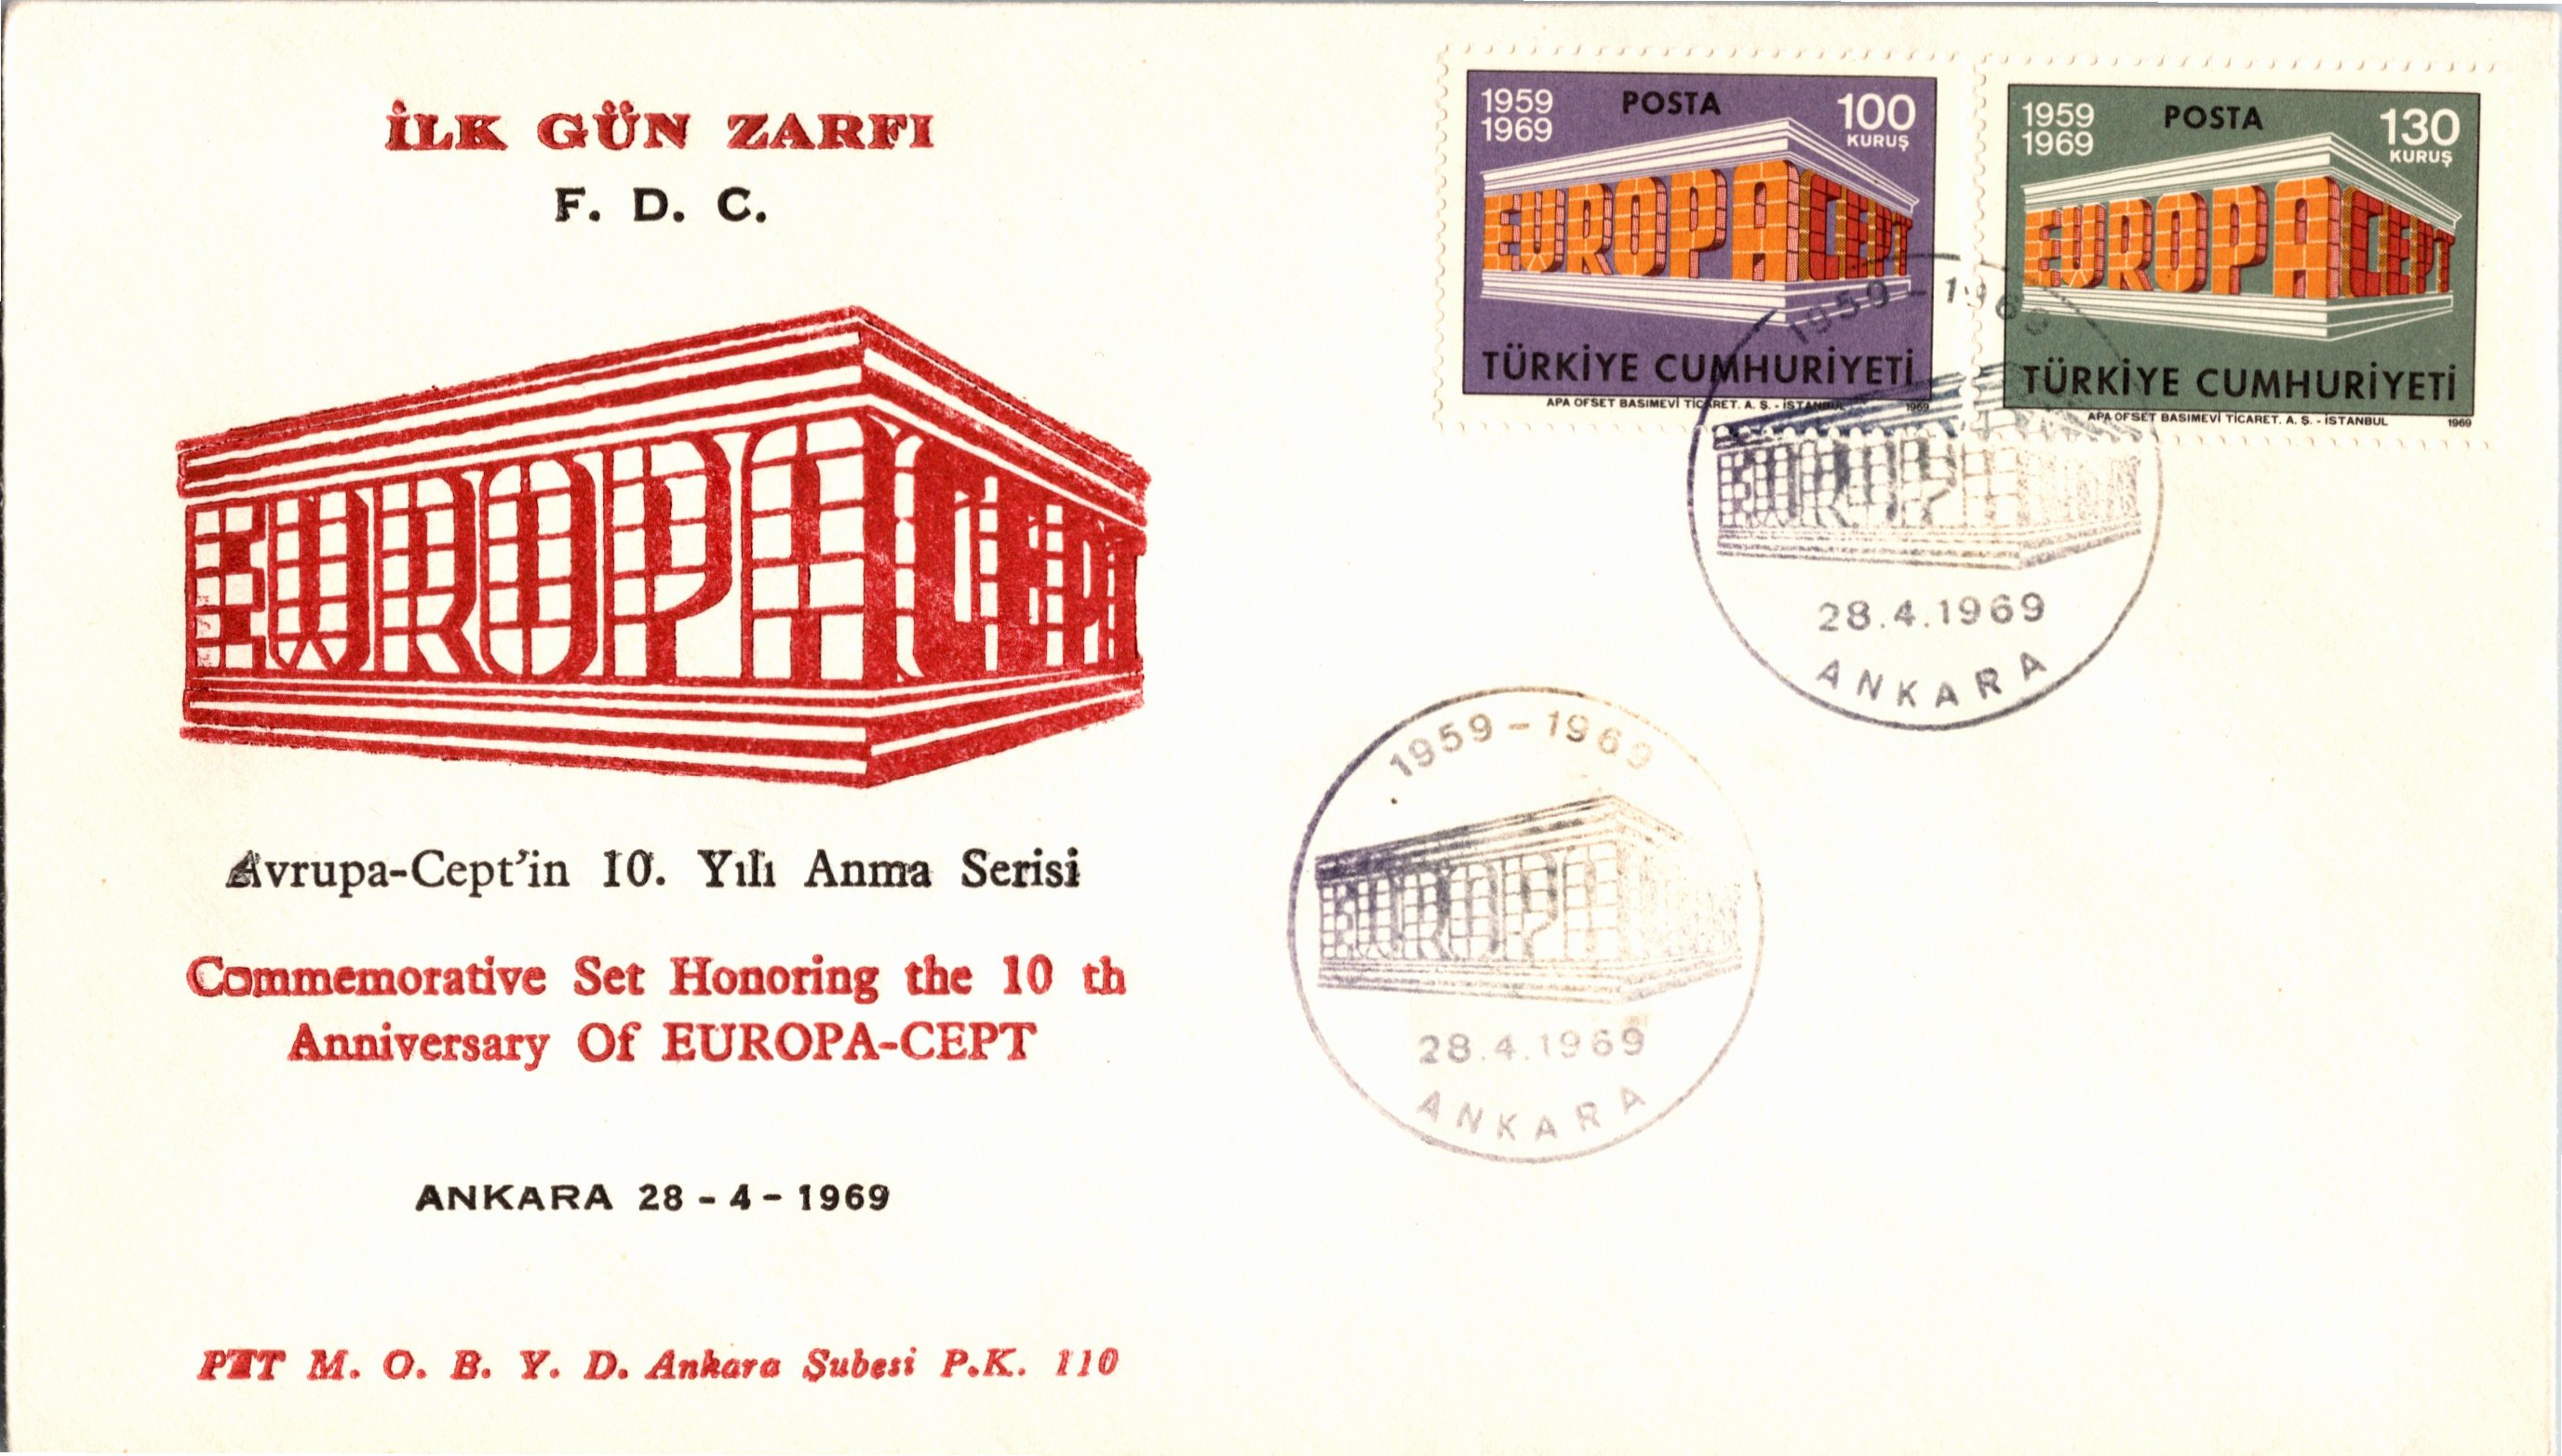 İLK GÜN ZARFI
F. D. C.
EUROPA CEPT
Avrupa-Cept'in 10. Yılı Anma Serisi
Commemorative Set Honoring the 10 th
Anniversary Of EUROPA-CEPT
ANKARA 28 - 4 - 1969
PTT M. O. B. Y. D. Ankara Şubesi P.K. 110
1959
1969
POSTA
100
KURUŞ
EUROPA CEPT
TÜRKİYE CUMHURİYETİ
APA OFSET BASIMEVİ TİCARET. A. Ş. - İSTANBUL 1969
1959
1969
POSTA
130
KURUŞ
EUROPA CEPT
TÜRKİYE CUMHURİYETİ
APA OFSET BASIMEVİ TİCARET. A. Ş. - İSTANBUL 1969
1959 - 1969
EUROPA
28.4.1969
ANKARA
1959 - 1969
EUROPA
28.4.1969
ANKARA